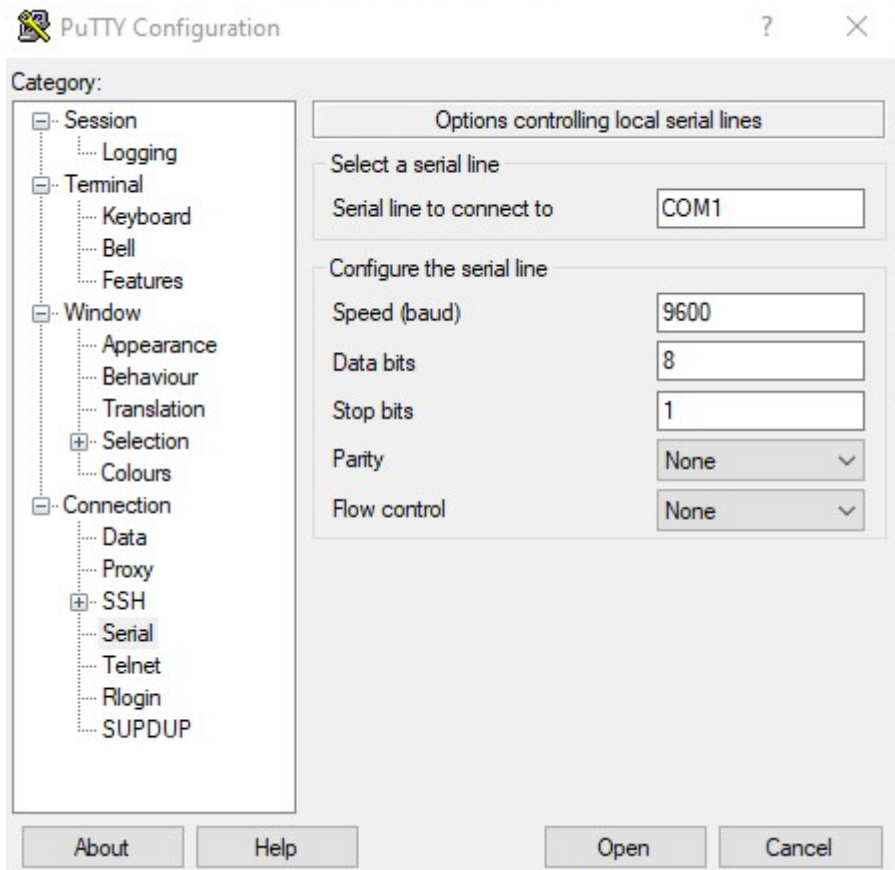 PuTTY Configuration
?
Category:
Session
Logging
Terminal
Keyboard
Bell
Features
Window
Appearance
Behaviour
Translation
Selection
Colours
Connection
Data
Proxy
SSH
Serial
Telnet
Rlogin
SUPDUP
Options controlling local serial lines
Select a serial line
Serial line to connect to COM1
Configure the serial line
Speed (baud) 9600
Data bits 8
Stop bits 1
Parity None
Flow control None
About Help Open Cancel